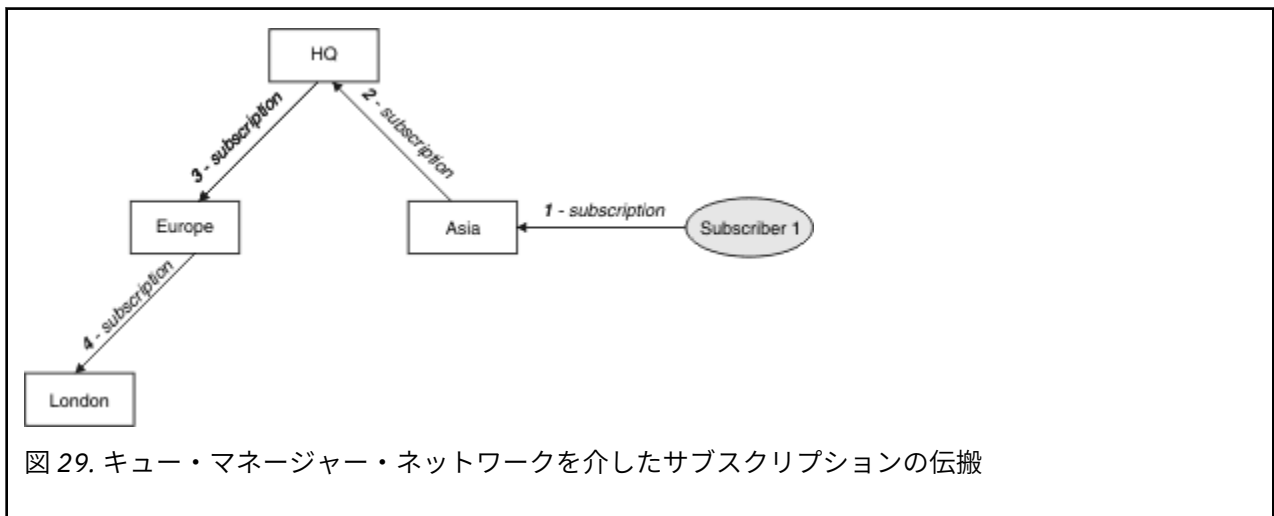 HQ
2 - subscription
3 - subscription
Europe
Asia
1 - subscription
Subscriber 1
4 - subscription
London
図 29. キュー・マネージャー・ネットワークを介したサブスクリプションの伝搬